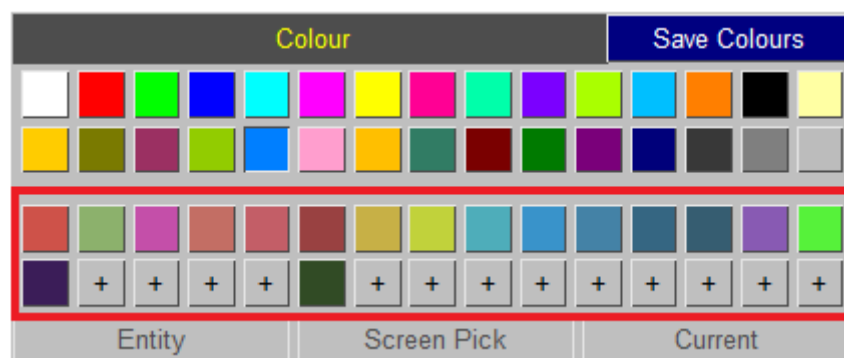 Colour Save Colours
+ + + + + + + + + + + + +
Entity Screen Pick Current